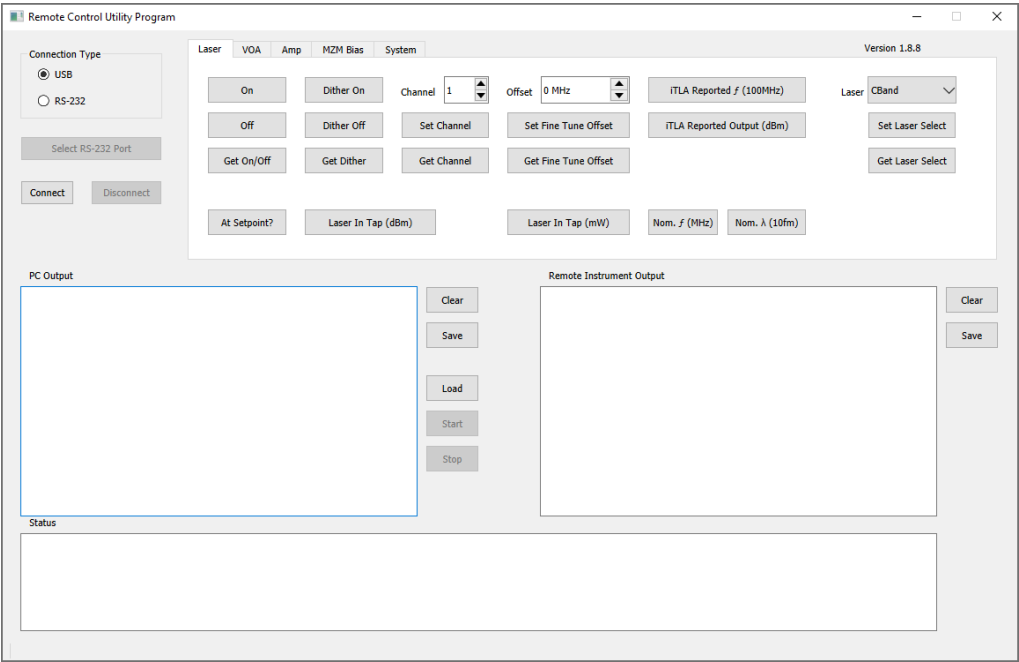 Remote Control Utility Program
Connection Type
USB
RS-232
Select RS-232 Port
Connect Disconnect
Laser VOA Amp MZM Bias System Version 1.8.8
On Dither On Channel 1 Offset 0 MHz iTLA Reported ƒ (100MHz) Laser CBand
Off Dither Off Set Channel Set Fine Tune Offset iTLA Reported Output (dBm) Set Laser Select
Get On/Off Get Dither Get Channel Get Fine Tune Offset Get Laser Select
At Setpoint? Laser In Tap (dBm) Laser In Tap (mW) Nom. ƒ (MHz) Nom. λ (10fm)
PC Output
Clear
Save
Load
Start
Stop
Remote Instrument Output
Clear
Save
Status